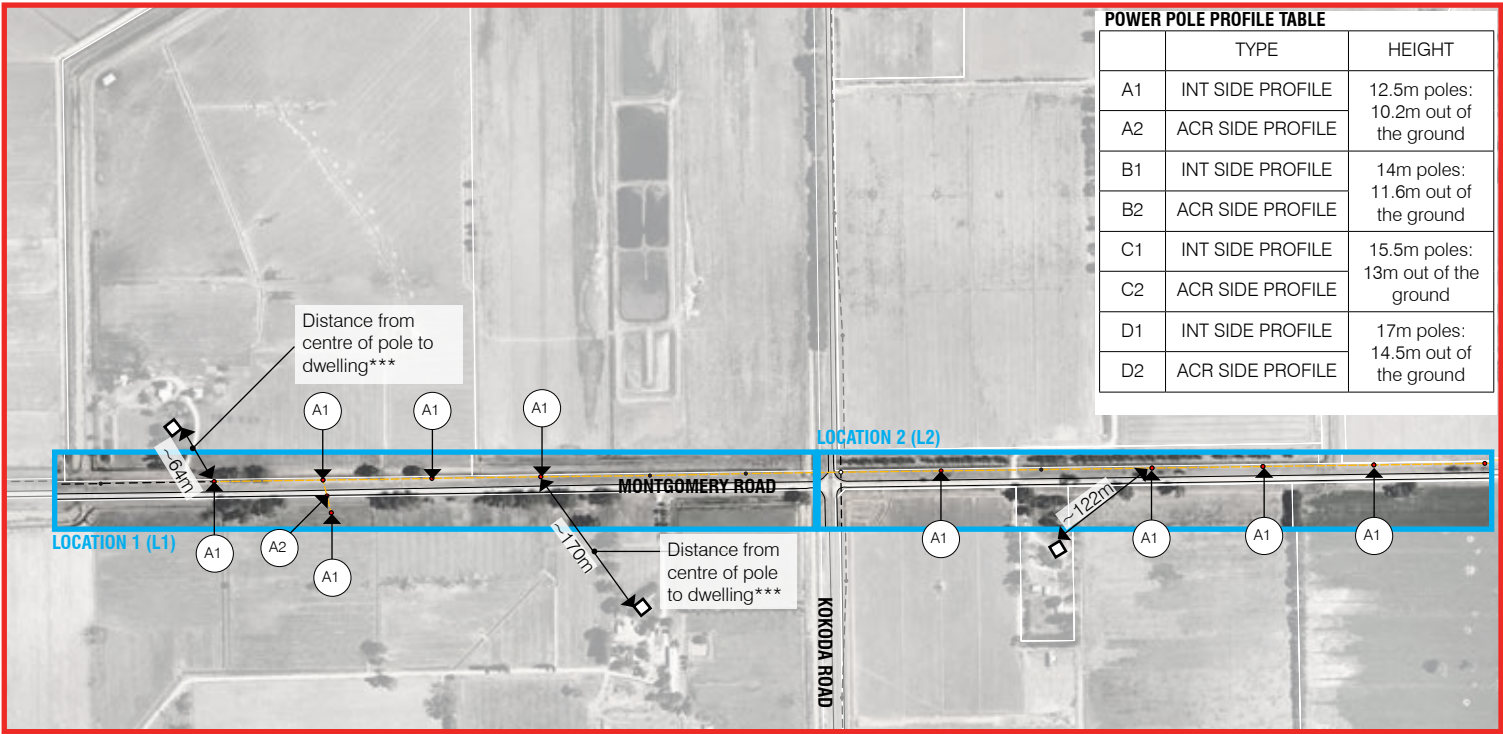 POWER POLE PROFILE TABLE
TYPE HEIGHT
A1 INT SIDE PROFILE
A2 ACR SIDE PROFILE
12.5m poles:
10.2m out of
the ground
B1 INT SIDE PROFILE
B2 ACR SIDE PROFILE
14m poles:
11.6m out of
the ground
C1 INT SIDE PROFILE
C2 ACR SIDE PROFILE
15.5m poles:
13m out of the
ground
D1 INT SIDE PROFILE
D2 ACR SIDE PROFILE
17m poles:
14.5m out of
the ground
Distance from
centre of pole to
dwelling***
A1
A1
A1
~64m
LOCATION 2 (L2)
MONTGOMERY ROAD
~122m
LOCATION 1 (L1)
A1
A2
A1
~170m
Distance from
centre of pole
to dwelling***
A1
A1
A1
A1
KOKODA ROAD